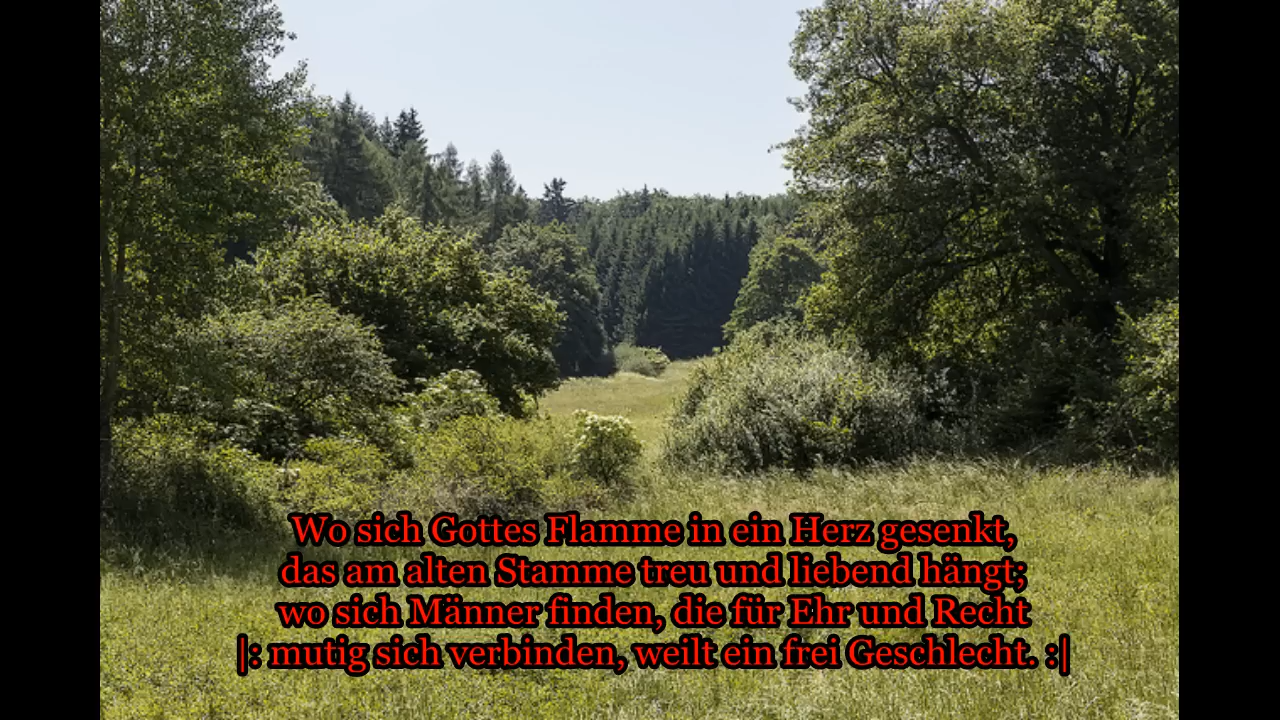 Wo sich Gottes Flamme in ein Herz gesenkt,
das am alten Stamme treu und liebend hängt;
wo sich Männer finden, die für Ehr und Recht
|: mutig sich verbinden, weilt ein frei Geschlecht. :|